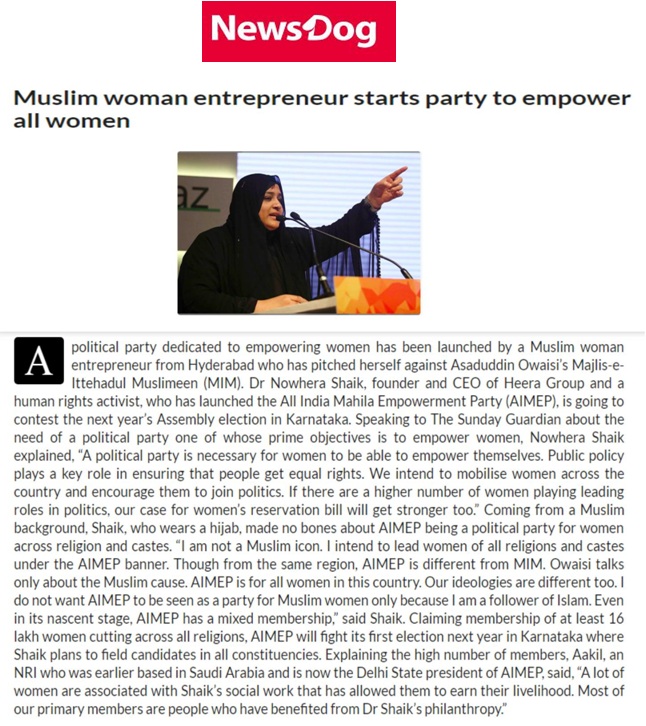 NewsDog
Muslim woman entrepreneur starts party to empower
all women
az
A political party dedicated to empowering women has been launched by a Muslim woman
entrepreneur from Hyderabad who has pitched herself against Asaduddin Owaisi's Majlis-e-
Ittehadul Muslimeen (MIM). Dr Nowhera Shaik, founder and CEO of Heera Group and a
human rights activist, who has launched the All India Mahila Empowerment Party (AIMEP), is going to
contest the next year's Assembly election in Karnataka. Speaking to The Sunday Guardian about the
need of a political party one of whose prime objectives is to empower women, Nowhera Shaik
explained, “A political party is necessary for women to be able to empower themselves. Public policy
plays a key role in ensuring that people get equal rights. We intend to mobilise women across the
country and encourage them to join politics. If there are a higher number of women playing leading
roles in politics, our case for women's reservation bill will get stronger too.” Coming from a Muslim
background, Shaik, who wears a hijab, made no bones about AIMEP being a political party for women
across religion and castes. “I am not a Muslim icon. I intend to lead women of all religions and castes
under the AIMEP banner. Though from the same region, AIMEP is different from MIM. Owaisi talks
only about the Muslim cause. AIMEP is for all women in this country. Our ideologies are different too. I
do not want AIMEP to be seen as a party for Muslim women only because I am a follower of Islam. Even
in its nascent stage, AIMEP has a mixed membership,” said Shaik. Claiming membership of at least 16
lakh women cutting across all religions, AIMEP will fight its first election next year in Karnataka where
Shaik plans to field candidates in all constituencies. Explaining the high number of members, Aakil, an
NRI who was earlier based in Saudi Arabia and is now the Delhi State president of AIMEP, said, “A lot of
women are associated with Shaik's social work that has allowed them to earn their livelihood. Most of
our primary members are people who have benefited from Dr Shaik's philanthropy.”